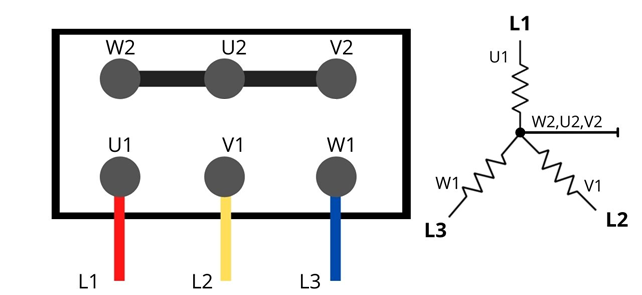 W2 U2 V2
U1 V1 W1
L1 L2 L3
L1
U1
W2,U2,V2
W1 V1
L3 L2